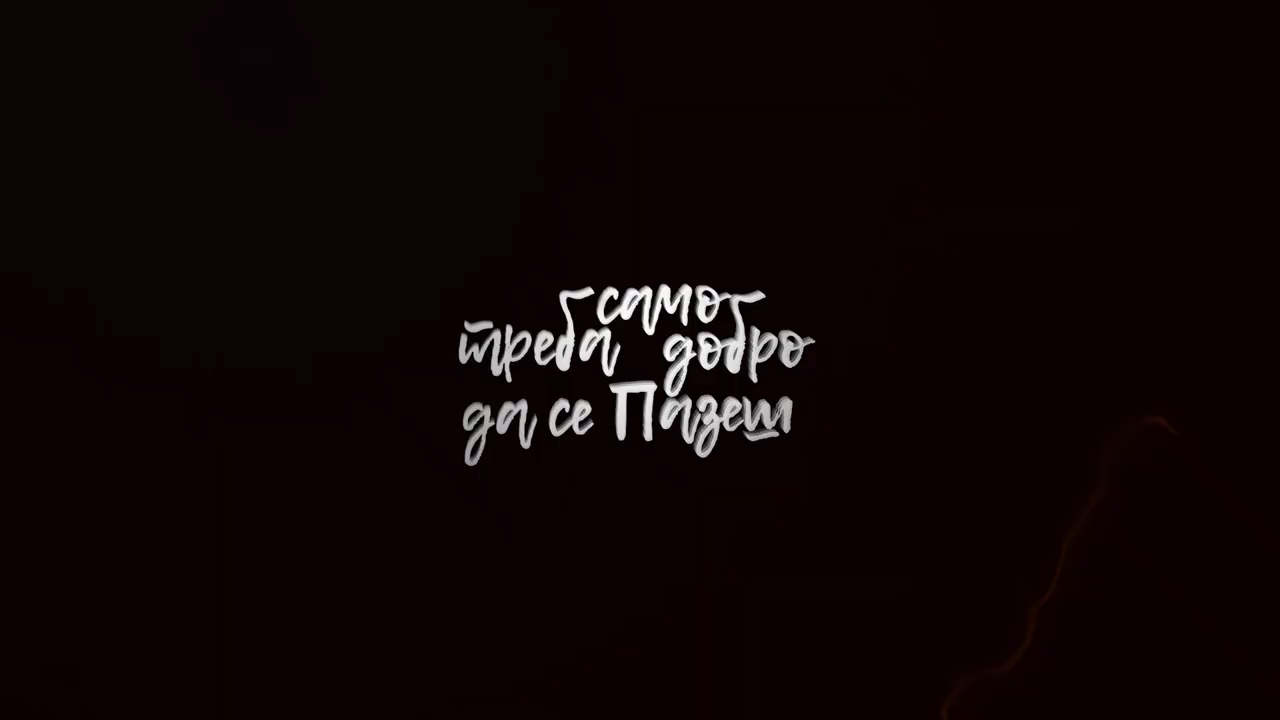 само
треба добро
да се Пазеш